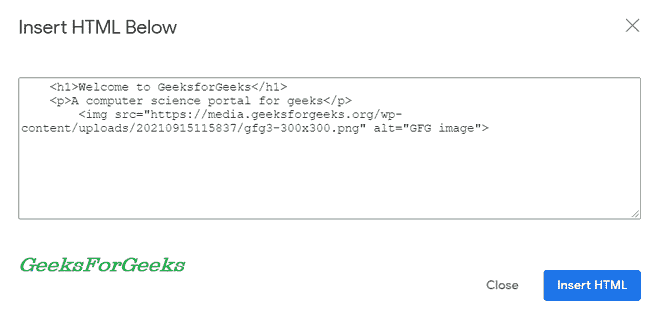 Insert HTML Below
<h1>Welcome to GeeksforGeeks</h1>
<p>A computer science portal for geeks</p>
<img src="https://media.geeksforgeeks.org/wp-
content/uploads/20210915115837/gfg3-300x300.png" alt="GFG image">
GeeksForGeeks
Close
Insert HTML